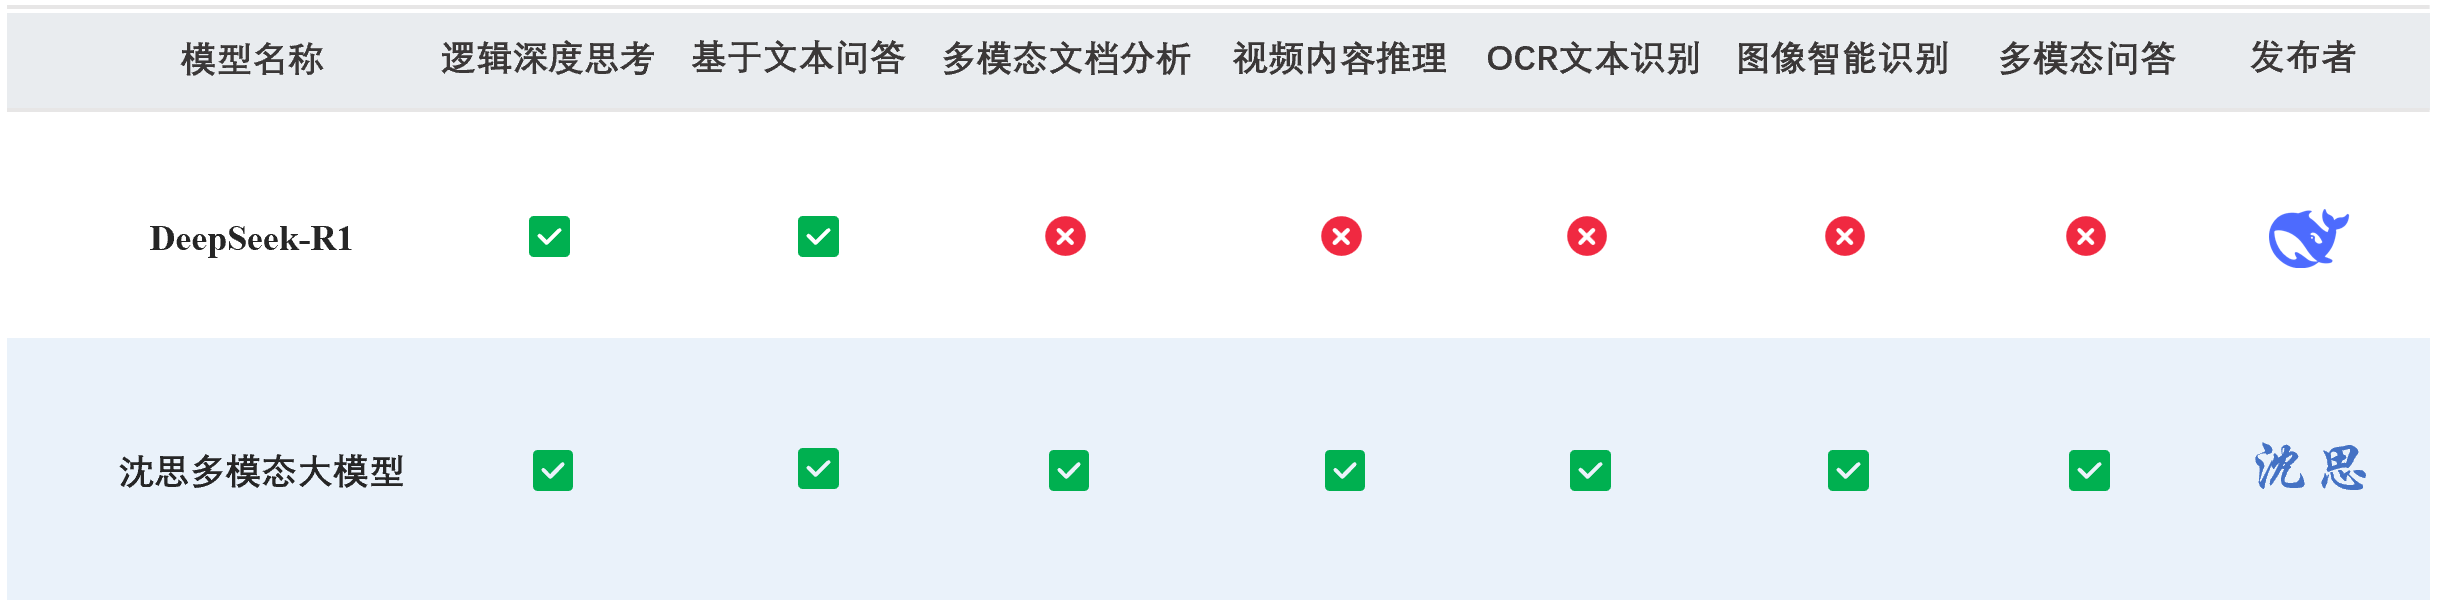 模型名称 逻辑深度思考 基于文本问答 多模态文档分析 视频内容推理 OCR文本识别 图像智能识别 多模态问答 发布者
DeepSeek-R1
沈思多模态大模型 沈思